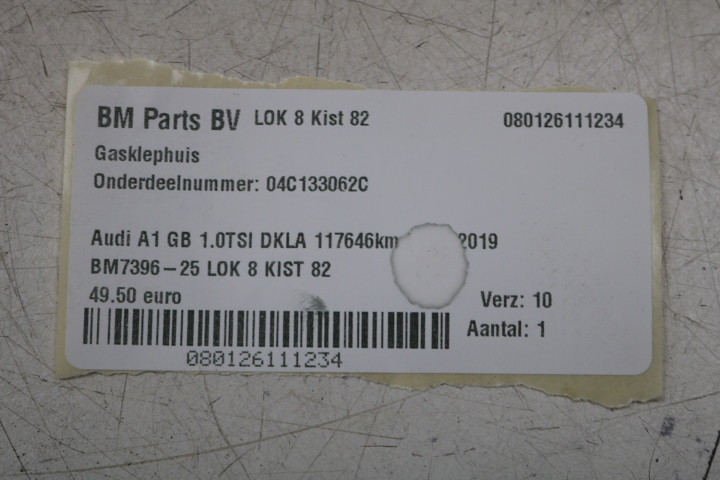 BM Parts BV LOK 8 Kist 82 080126111234
Gasklephuis
Onderdeelnummer: 04C133062C
Audi A1 GB 1.0TSI DKLA 117646km 2019
BM7396-25 LOK 8 KIST 82
49.50 euro Verz: 10
Aantal: 1
080126111234